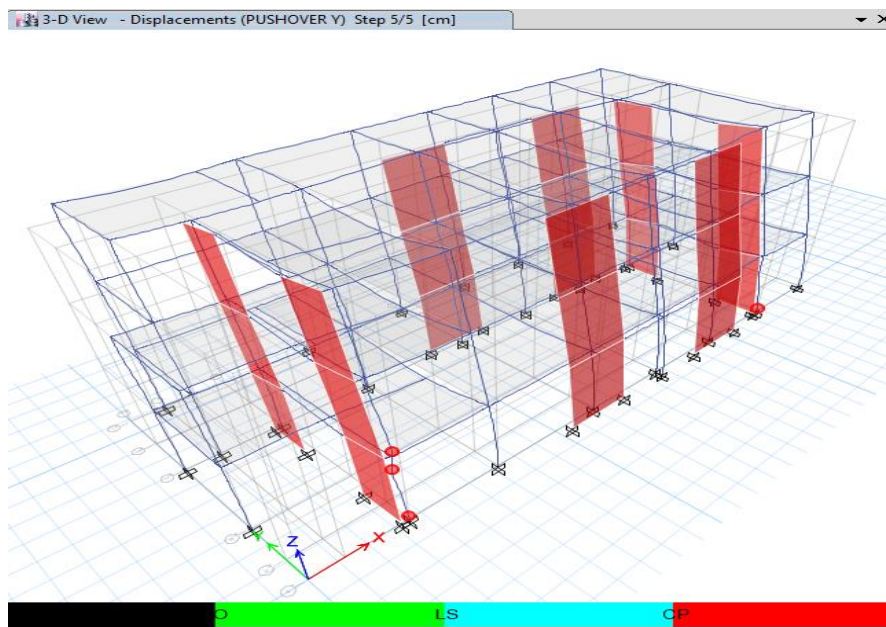 3-D View - Displacements (PUSHOVER Y) Step 5/5 [cm]
Z
X
IO LS CP